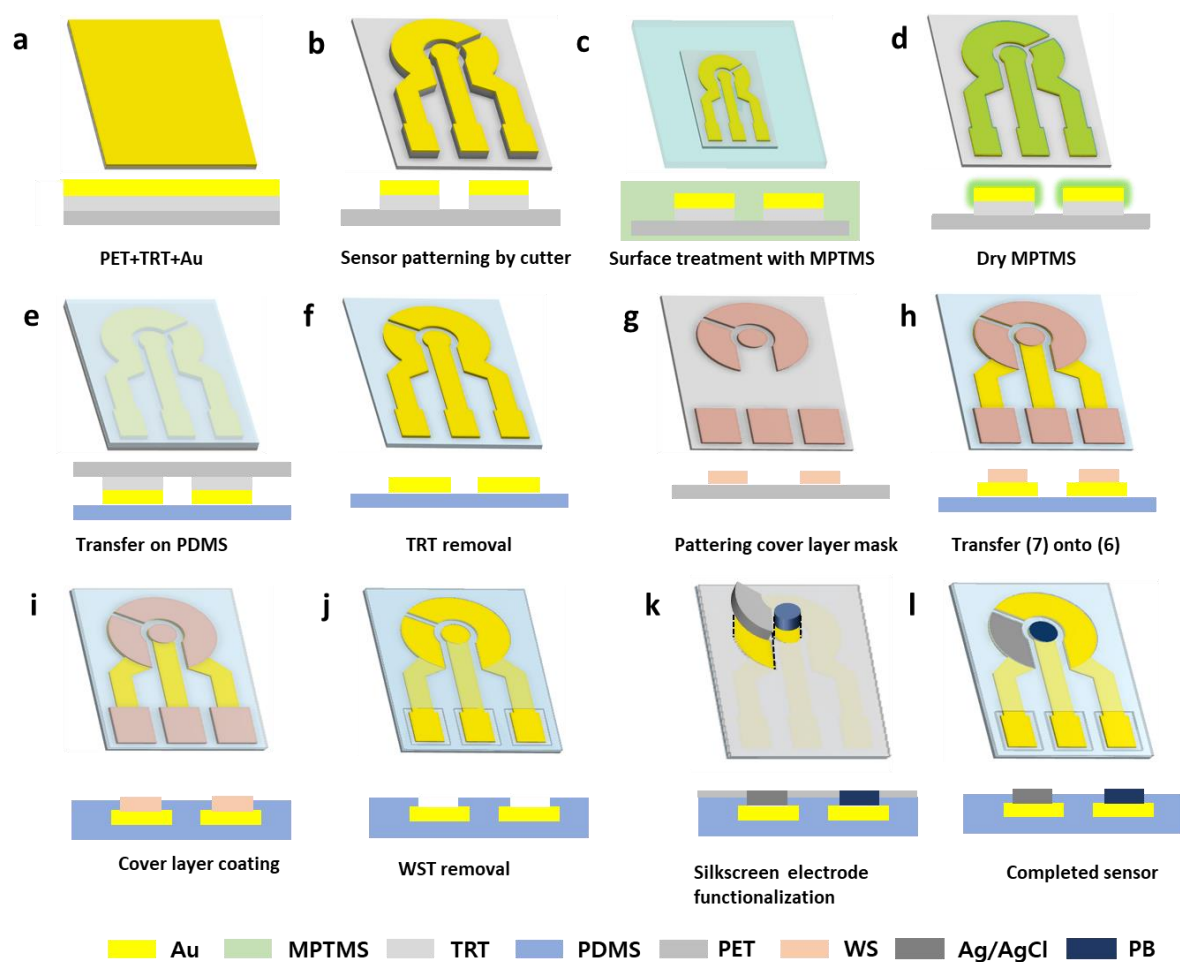 a
b
c
d
PET+TRT+Au
Sensor patterning by cutter
Surface treatment with MPTMS
Dry MPTMS
e
f
g
h
Transfer on PDMS
TRT removal
Pattering cover layer mask
Transfer (7) onto (6)
i
j
k
l
Cover layer coating
WST removal
Silkscreen electrode
functionalization
Completed sensor
Au MPTMS TRT PDMS PET WS Ag/AgCl PB